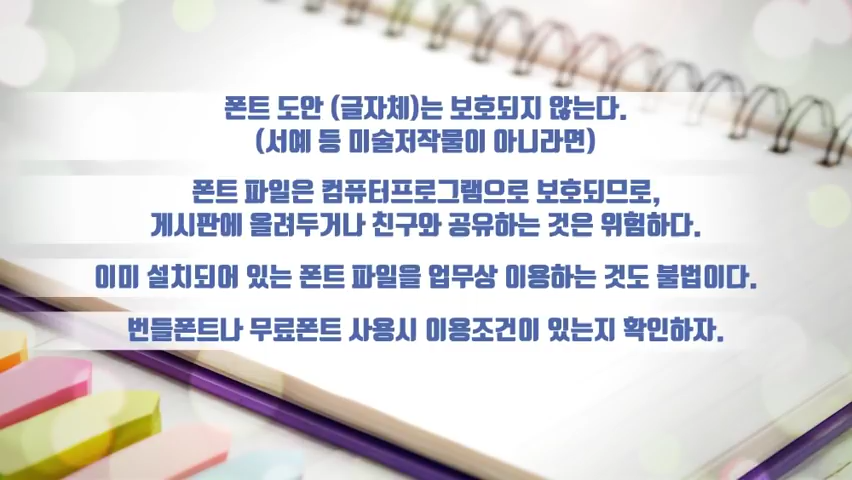 폰트 도안 (글자체)는 보호되지 않는다.
(서예 등 미술저작물이 아니라면)
폰트 파일은 컴퓨터프로그램으로 보호되므로,
게시판에 올려두거나 친구와 공유하는 것은 위험하다.
이미 설치되어 있는 폰트 파일을 업무상 이용하는 것도 불법이다.
번들폰트나 무료폰트 사용시 이용조건이 있는지 확인하자.